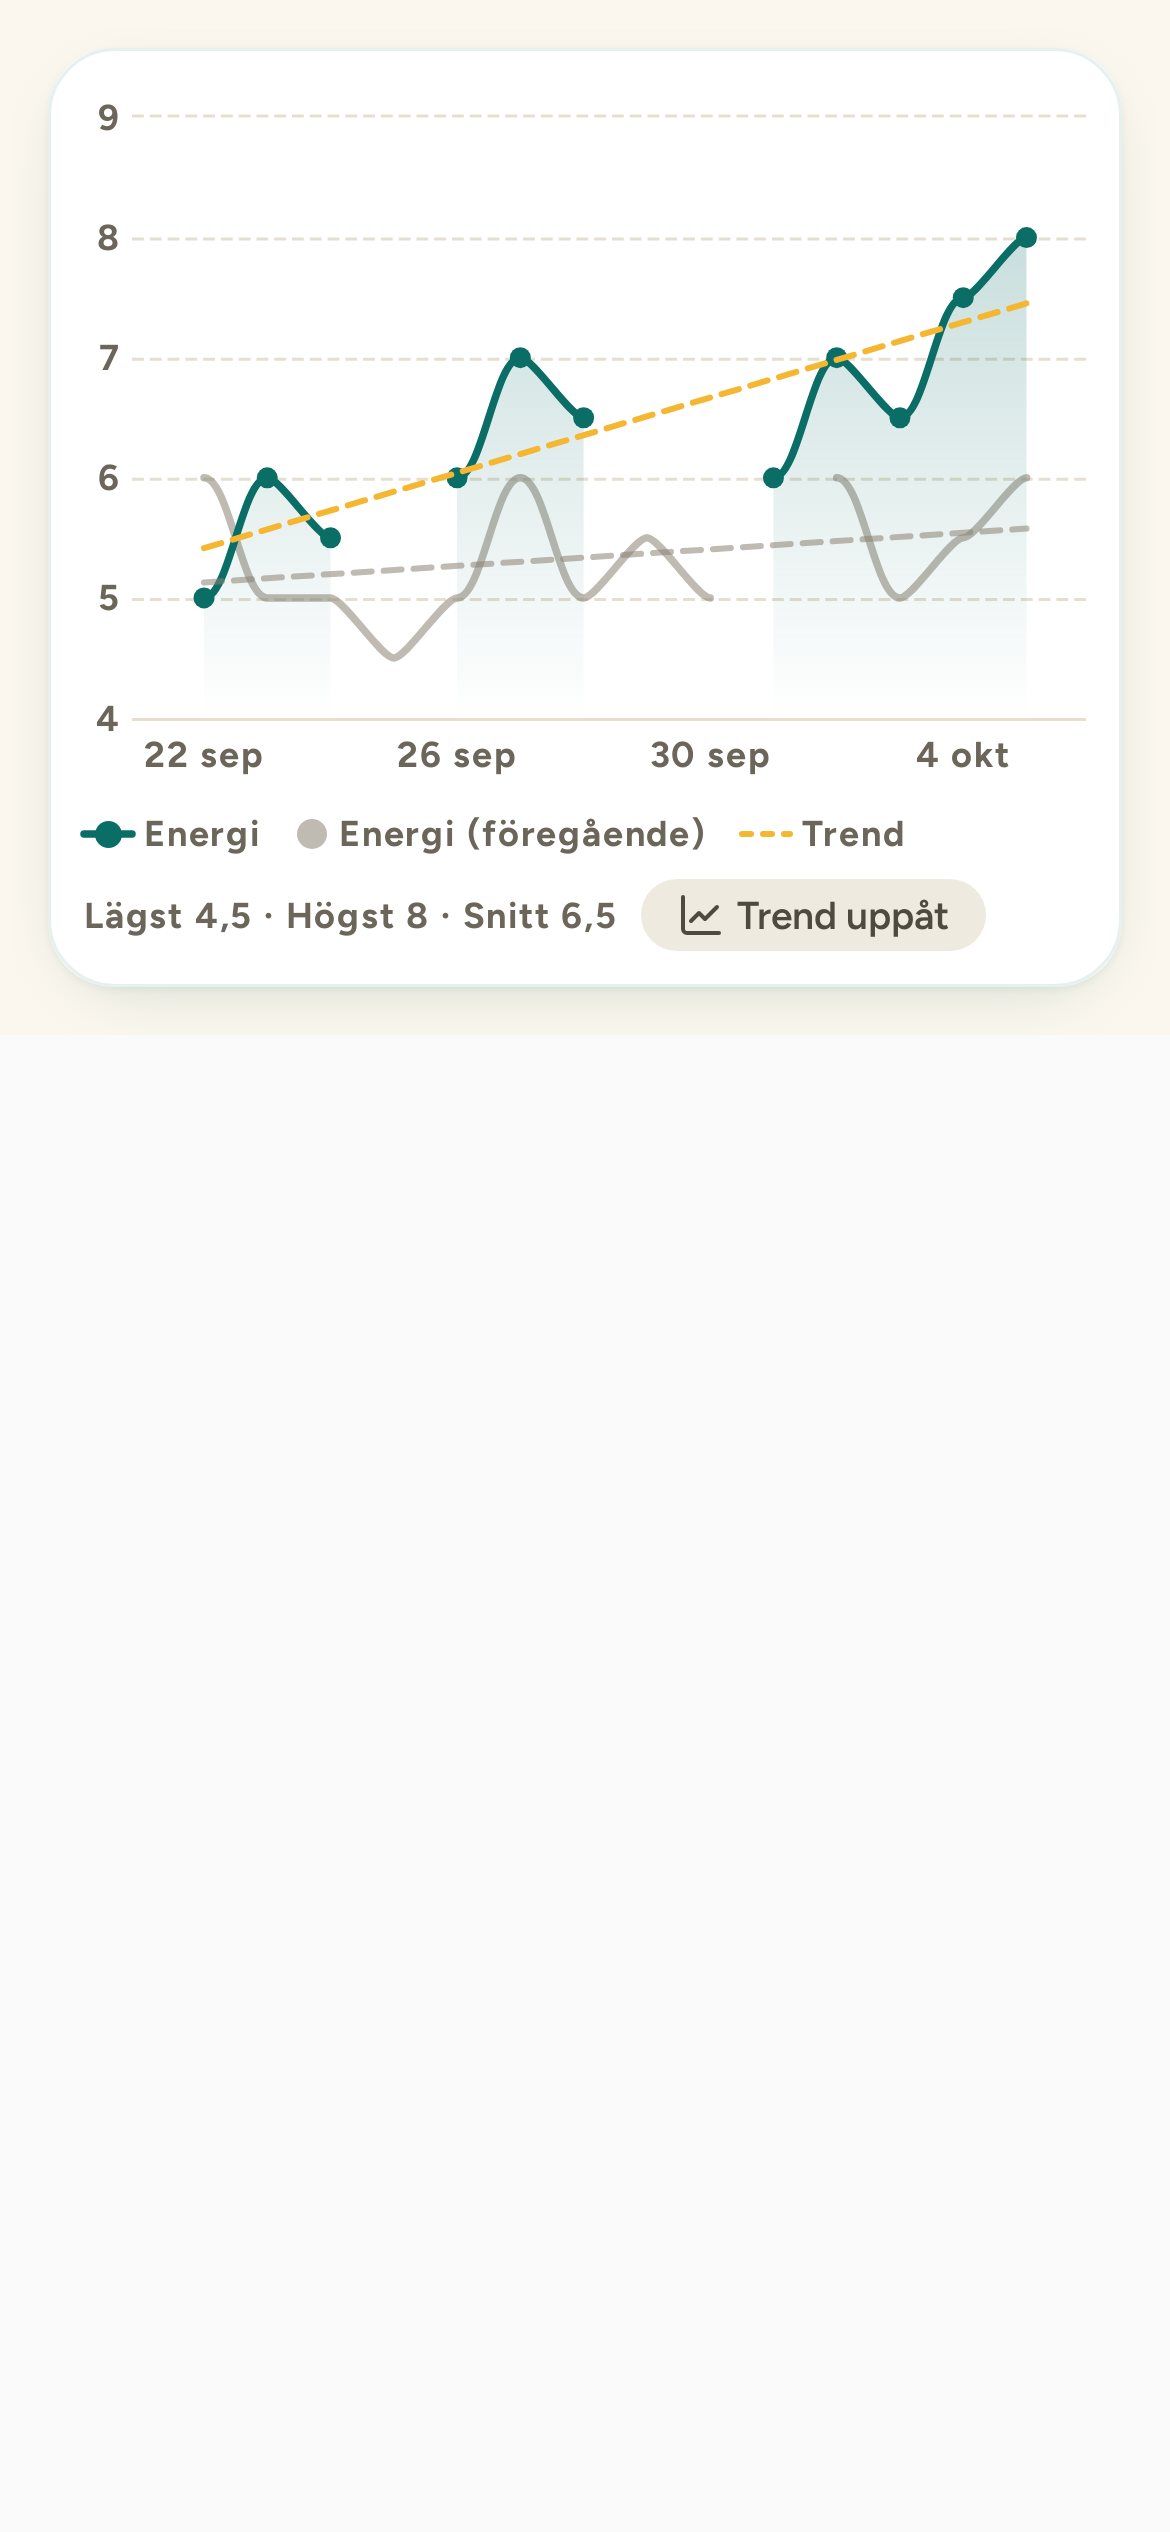 9
8
7
6
5
4
22 sep 26 sep 30 sep 4 okt
Energi Energi (föregående) Trend
Lägst 4,5 · Högst 8 · Snitt 6,5 Trend uppåt